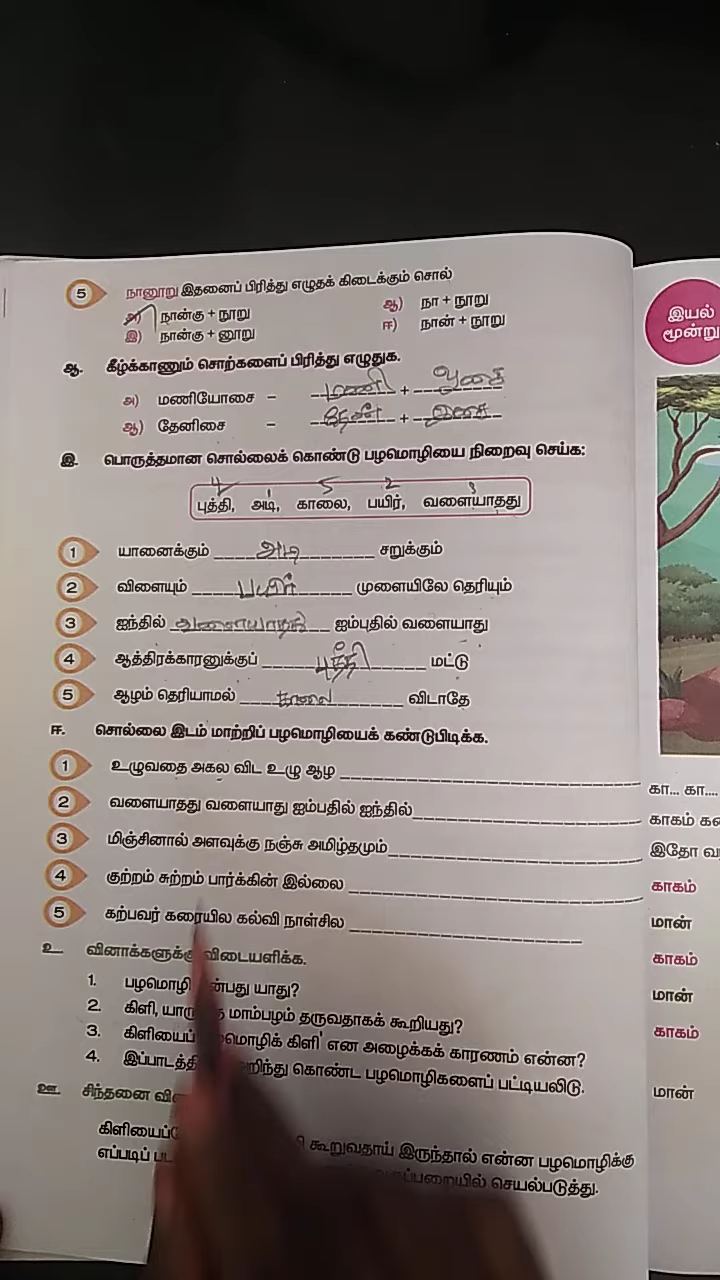 5 நானூறு இதனைப் பிரித்து எழுதக் கிடைக்கும் சொல்
அ) நான்கு + நூறு ஆ) நா + நூறு
இ) நான்கு + னூறு ஈ) நான் + நூறு
ஆ. கீழ்க்காணும் சொற்களைப் பிரித்து எழுதுக.
அ) மணியோசை - மணி + ஓசை
ஆ) தேனிசை - தேன் + இசை
இ. பொருத்தமான சொல்லைக் கொண்டு பழமொழியை நிறைவு செய்க:
4 1 5 2 3
புத்தி, அடி, காலை, பயிர், வளையாதது
1 யானைக்கும் அடி சறுக்கும்
2 விளையும் பயிர் முளையிலே தெரியும்
3 ஐந்தில் வளையாதது ஐம்பதில் வளையாது
4 ஆத்திரக்காரனுக்குப் புத்தி மட்டு
5 ஆழம் தெரியாமல் காலை விடாதே
ஈ. சொல்லை இடம் மாற்றிப் பழமொழியைக் கண்டுபிடிக்க.
1 உழுவதை அகல விட உழு ஆழ
2 வளையாதது வளையாது ஐம்பதில் ஐந்தில்
3 மிஞ்சினால் அளவுக்கு நஞ்சு அமிழ்தமும்
4 குற்றம் சுற்றம் பார்க்கின் இல்லை
5 கற்பவர் கரையில கல்வி நாள்சில
உ. வினாக்களுக்கு விடையளிக்க.
1. பழமொழி என்பது யாது?
2. கிளி, மாம்பழம் தருவதாகக் கூறியது?
3. கிளியைப் கிளி' என அழைக்கக் காரணம் என்ன?
4. கொண்ட பழமொழிகளைப் பட்டியலிடு.
ஊ. சிந்தனை
கூறுவதாய் இருந்தால் என்ன பழமொழிக்கு
எப்படிப் செயல்படுத்து.
இயல்
மூன்று
கா... கா....
காகம்
இதோ
காகம்
மான்
காகம்
மான்
காகம்
மான்